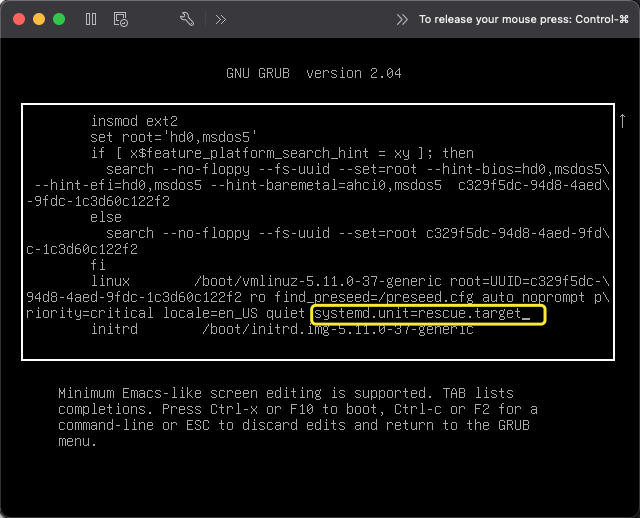 To release your mouse press: Control-⌘
GNU GRUB  version 2.04
insmod ext2
set root='hd0,msdos5'
if [ x$feature_platform_search_hint = xy ]; then
search --no-floppy --fs-uuid --set=root --hint-bios=hd0,msdos5\
--hint-efi=hd0,msdos5 --hint-baremetal=ahci0,msdos5  c329f5dc-94d8-4aed\
-9fdc-1c3d60c122f2
else
search --no-floppy --fs-uuid --set=root c329f5dc-94d8-4aed-9fd\
c-1c3d60c122f2
fi
linux        /boot/vmlinuz-5.11.0-37-generic root=UUID=c329f5dc-\
94d8-4aed-9fdc-1c3d60c122f2 ro find_preseed=/preseed.cfg auto noprompt p\
riority=critical locale=en_US quiet systemd.unit=rescue.target_
initrd        /boot/initrd.img-5.11.0-37-generic
Minimum Emacs-like screen editing is supported. TAB lists
completions. Press Ctrl-x or F10 to boot, Ctrl-c or F2 for a
command-line or ESC to discard edits and return to the GRUB
menu.